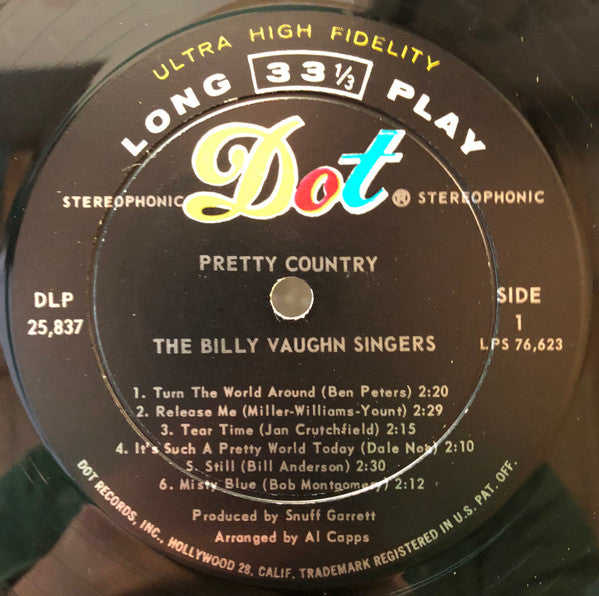 ULTRA HIGH FIDELITY
LONG 33 1/3 PLAY
Dot ®
STEREOPHONIC STEREOPHONIC
PRETTY COUNTRY
DLP
25,837
SIDE
1
LPS 76,623
THE BILLY VAUGHN SINGERS
1. Turn The World Around (Ben Peters) 2:20
2. Release Me (Miller-Williams-Yount) 2:29
3. Tear Time (Jan Crutchfield) 2:15
4. It's Such A Pretty World Today (Dale Noe) 2:10
5. Still (Bill Anderson) 2:30
6. Misty Blue (Bob Montgomery) 2:12
Produced by Snuff Garrett
Arranged by Al Capps
DOT RECORDS, INC., HOLLYWOOD 28, CALIF. TRADEMARK REGISTERED IN U.S. PAT. OFF.